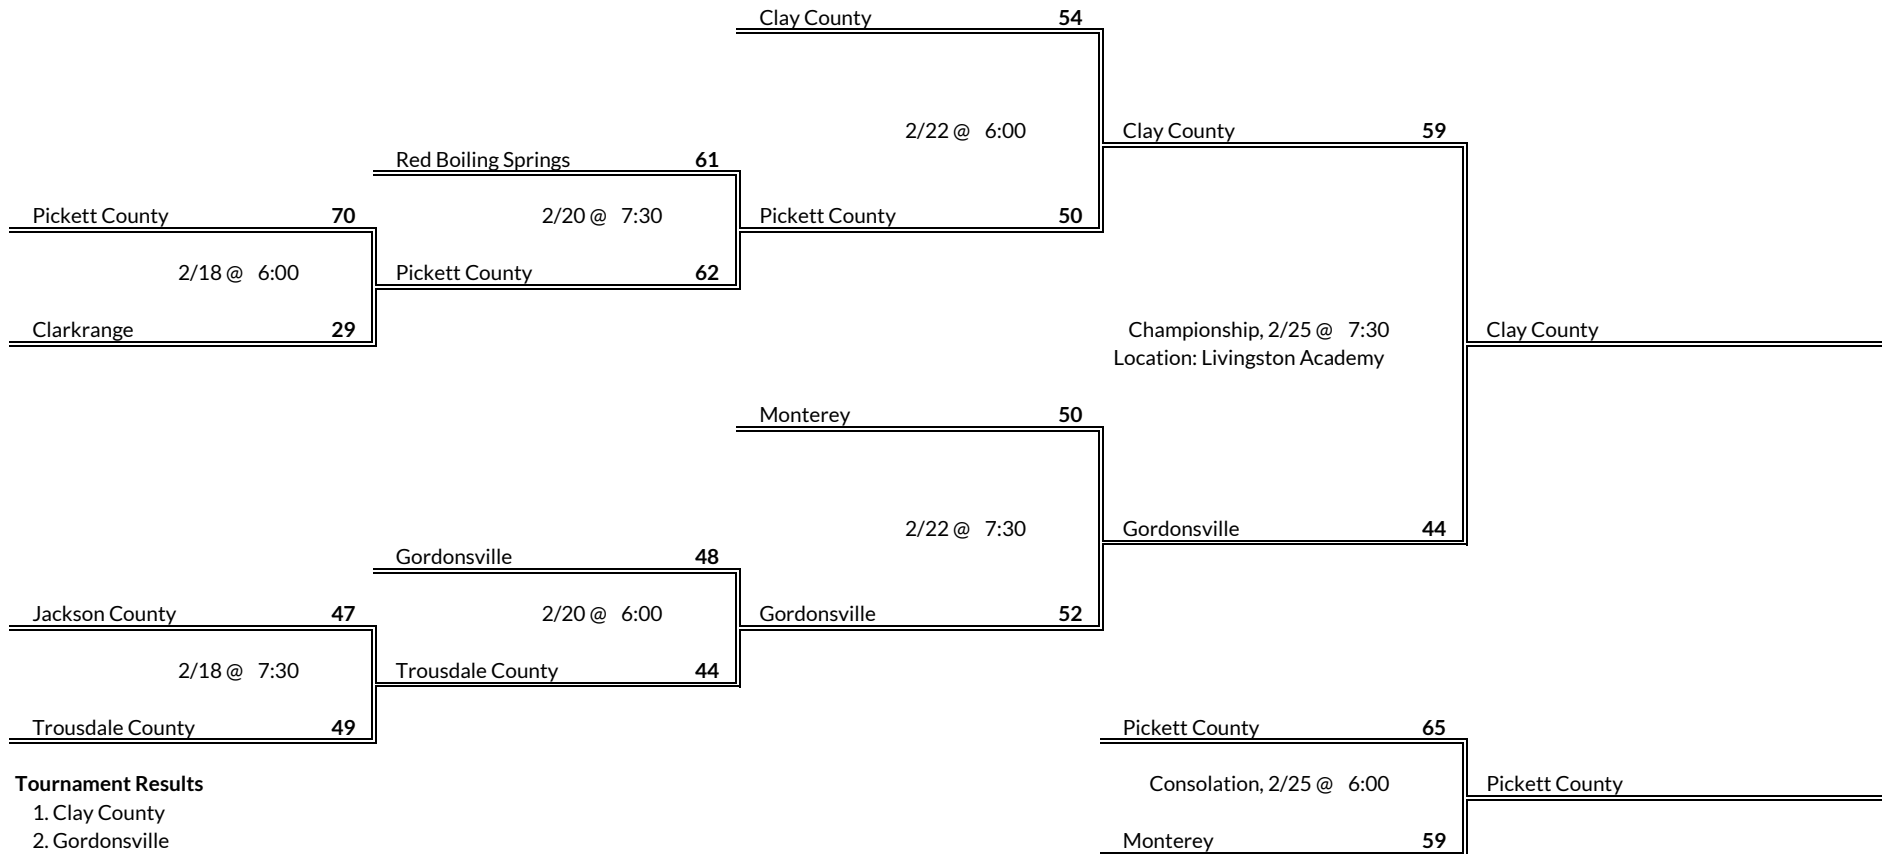 Clay County 54
2/22 @ 6:00
Clay County 59
Red Boiling Springs 61
Pickett County 70
2/20 @ 7:30
Pickett County 50
2/18 @ 6:00
Pickett County 62
Clarkrange 29
Championship, 2/25 @ 7:30
Clay County
Location: Livingston Academy
Monterey 50
2/22 @ 7:30
Gordonsville 44
Gordonsville 48
Jackson County 47
2/20 @ 6:00
Gordonsville 52
2/18 @ 7:30
Trousdale County 44
Trousdale County 49
Pickett County 65
Tournament Results
Consolation, 2/25 @ 6:00
Pickett County
1. Clay County
2. Gordonsville
Monterey 59